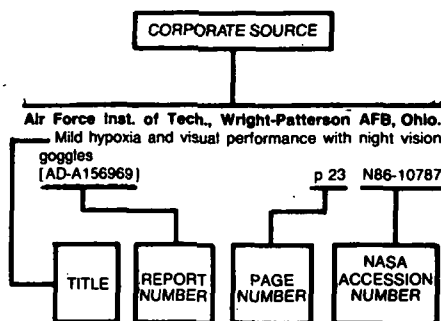 CORPORATE SOURCE
Air Force Inst. of Tech., Wright-Patterson AFB, Ohio.
Mild hypoxia and visual performance with night vision
goggles
[AD-A156969] p 23 N86-10787
TITLE
REPORT
NUMBER
PAGE
NUMBER
NASA
ACCESSION
NUMBER